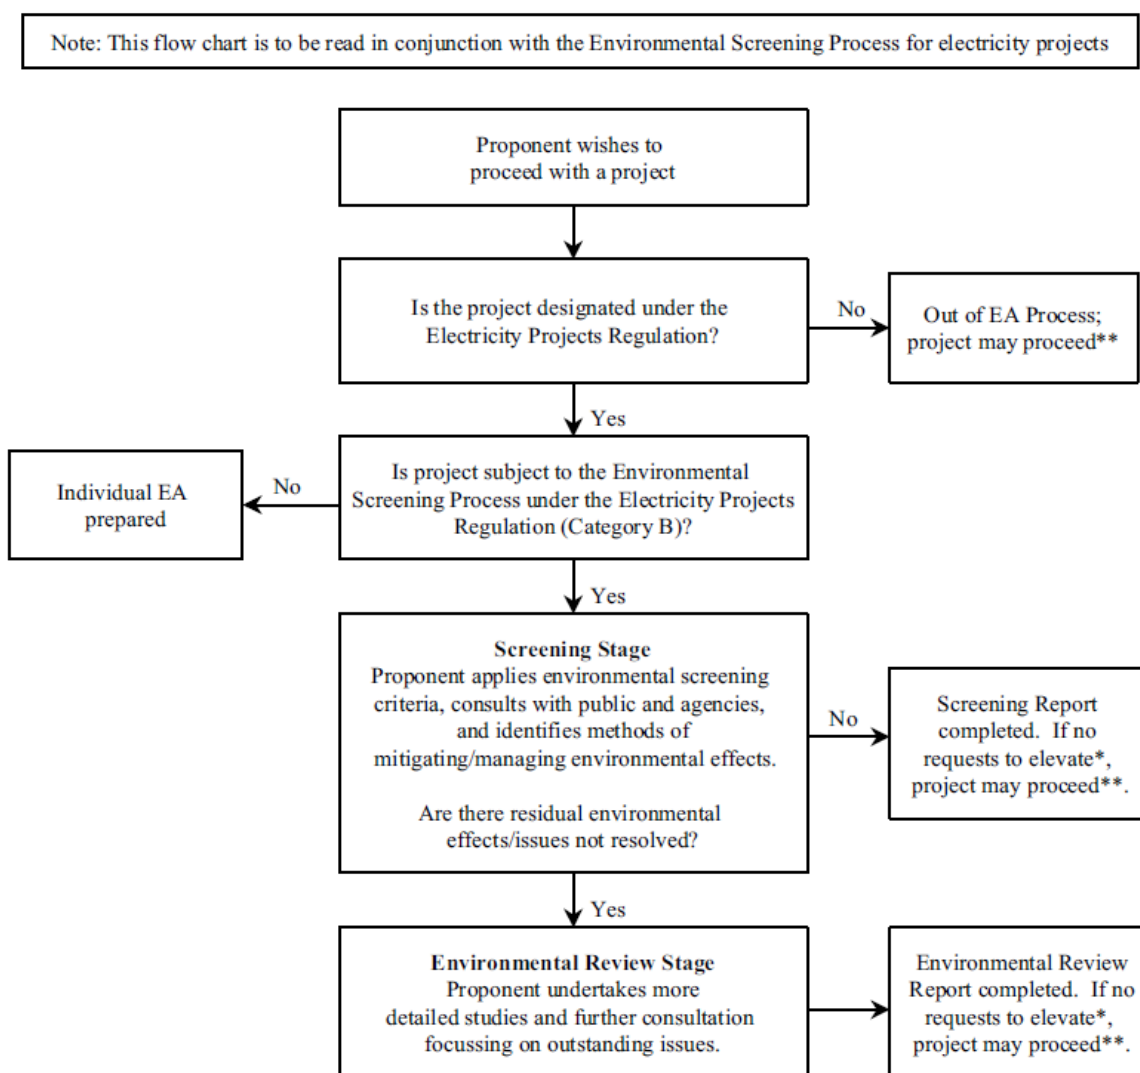 Note: This flow chart is to be read in conjunction with the Environmental Screening Process for electricity projects
Proponent wishes to
proceed with a project
Is the project designated under the
Electricity Projects Regulation?
No
Out of EA Process;
project may proceed**
Yes
Individual EA
prepared
No
Is project subject to the Environmental
Screening Process under the Electricity Projects
Regulation (Category B)?
Yes
Screening Stage
Proponent applies environmental screening
criteria, consults with public and agencies,
and identifies methods of
mitigating/managing environmental effects.
Are there residual environmental
effects/issues not resolved?
No
Screening Report
completed. If no
requests to elevate*,
project may proceed**.
Yes
Environmental Review Stage
Proponent undertakes more
detailed studies and further consultation
focussing on outstanding issues.
Environmental Review
Report completed. If no
requests to elevate*,
project may proceed**.